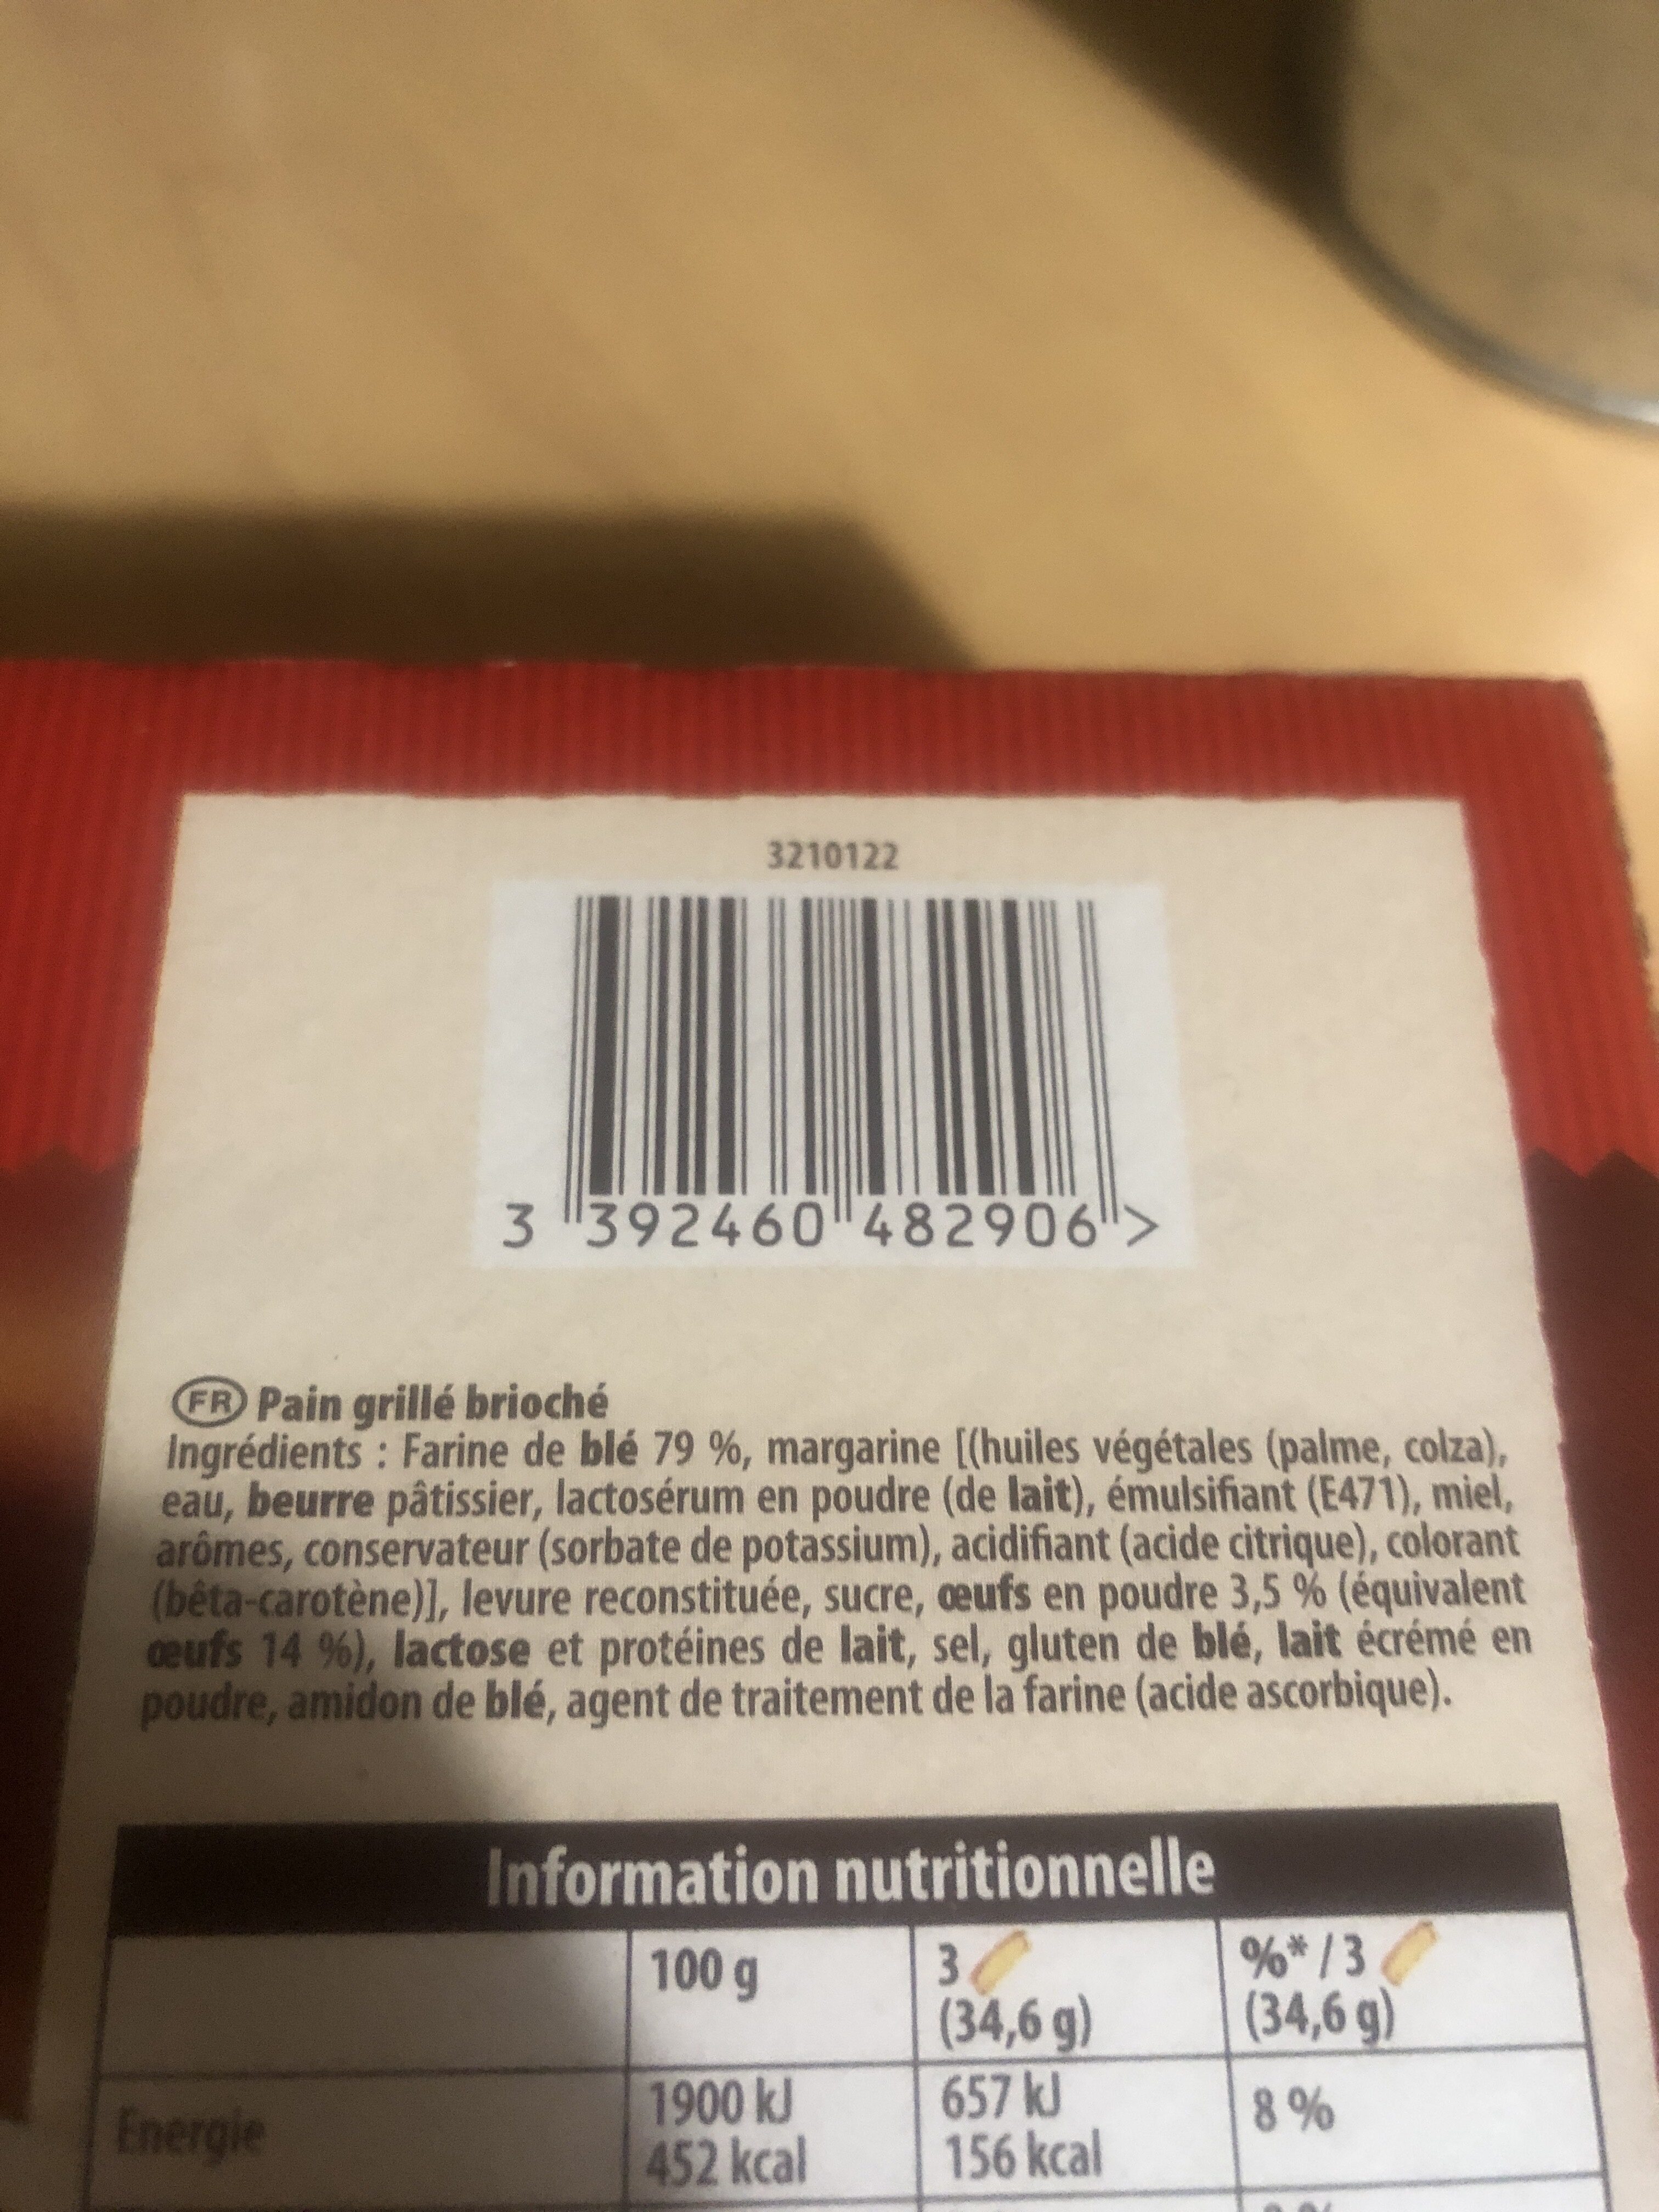 3210122
3 392460 482906 >
FR Pain grillé brioché
Ingrédients : Farine de blé 79 %, margarine [(huiles végétales (palme, colza),
eau, beurre pâtissier, lactosérum en poudre (de lait), émulsifiant (E471), miel,
arômes, conservateur (sorbate de potassium), acidifiant (acide citrique), colorant
(bêta-carotène)], levure reconstituée, sucre, œufs en poudre 3,5 % (équivalent
œufs 14 %), lactose et protéines de lait, sel, gluten de blé, lait écrémé en
poudre, amidon de blé, agent de traitement de la farine (acide ascorbique).
Information nutritionnelle
100 g 3 %* / 3
(34,6 g) (34,6 g)
Energie 1900 kJ 657 kJ 8 %
452 kcal 156 kcal